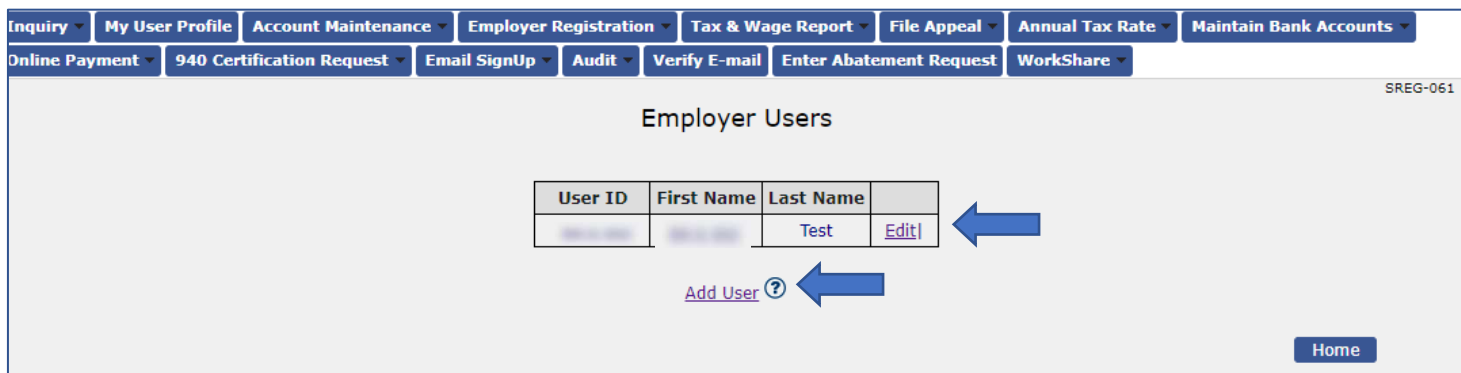 Inquiry My User Profile Account Maintenance Employer Registration Tax & Wage Report File Appeal Annual Tax Rate Maintain Bank Accounts
Online Payment 940 Certification Request Email SignUp Audit Verify E-mail Enter Abatement Request WorkShare
SREG-061
Employer Users
User ID First Name Last Name
Test Edit|
Add User ?
Home